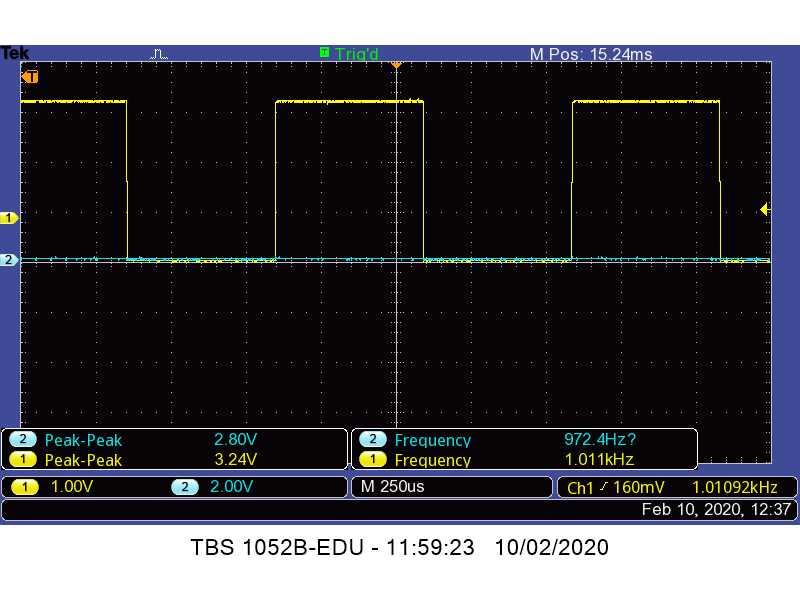 Tek
Trig'd
M Pos: 15.24ms
T
1
2
2 Peak-Peak 2.80V
1 Peak-Peak 3.24V
2 Frequency 972.4Hz?
1 Frequency 1.011kHz
1 1.00V 2 2.00V M 250us Ch1 160mV 1.01092kHz
Feb 10, 2020, 12:37
TBS 1052B-EDU - 11:59:23 10/02/2020